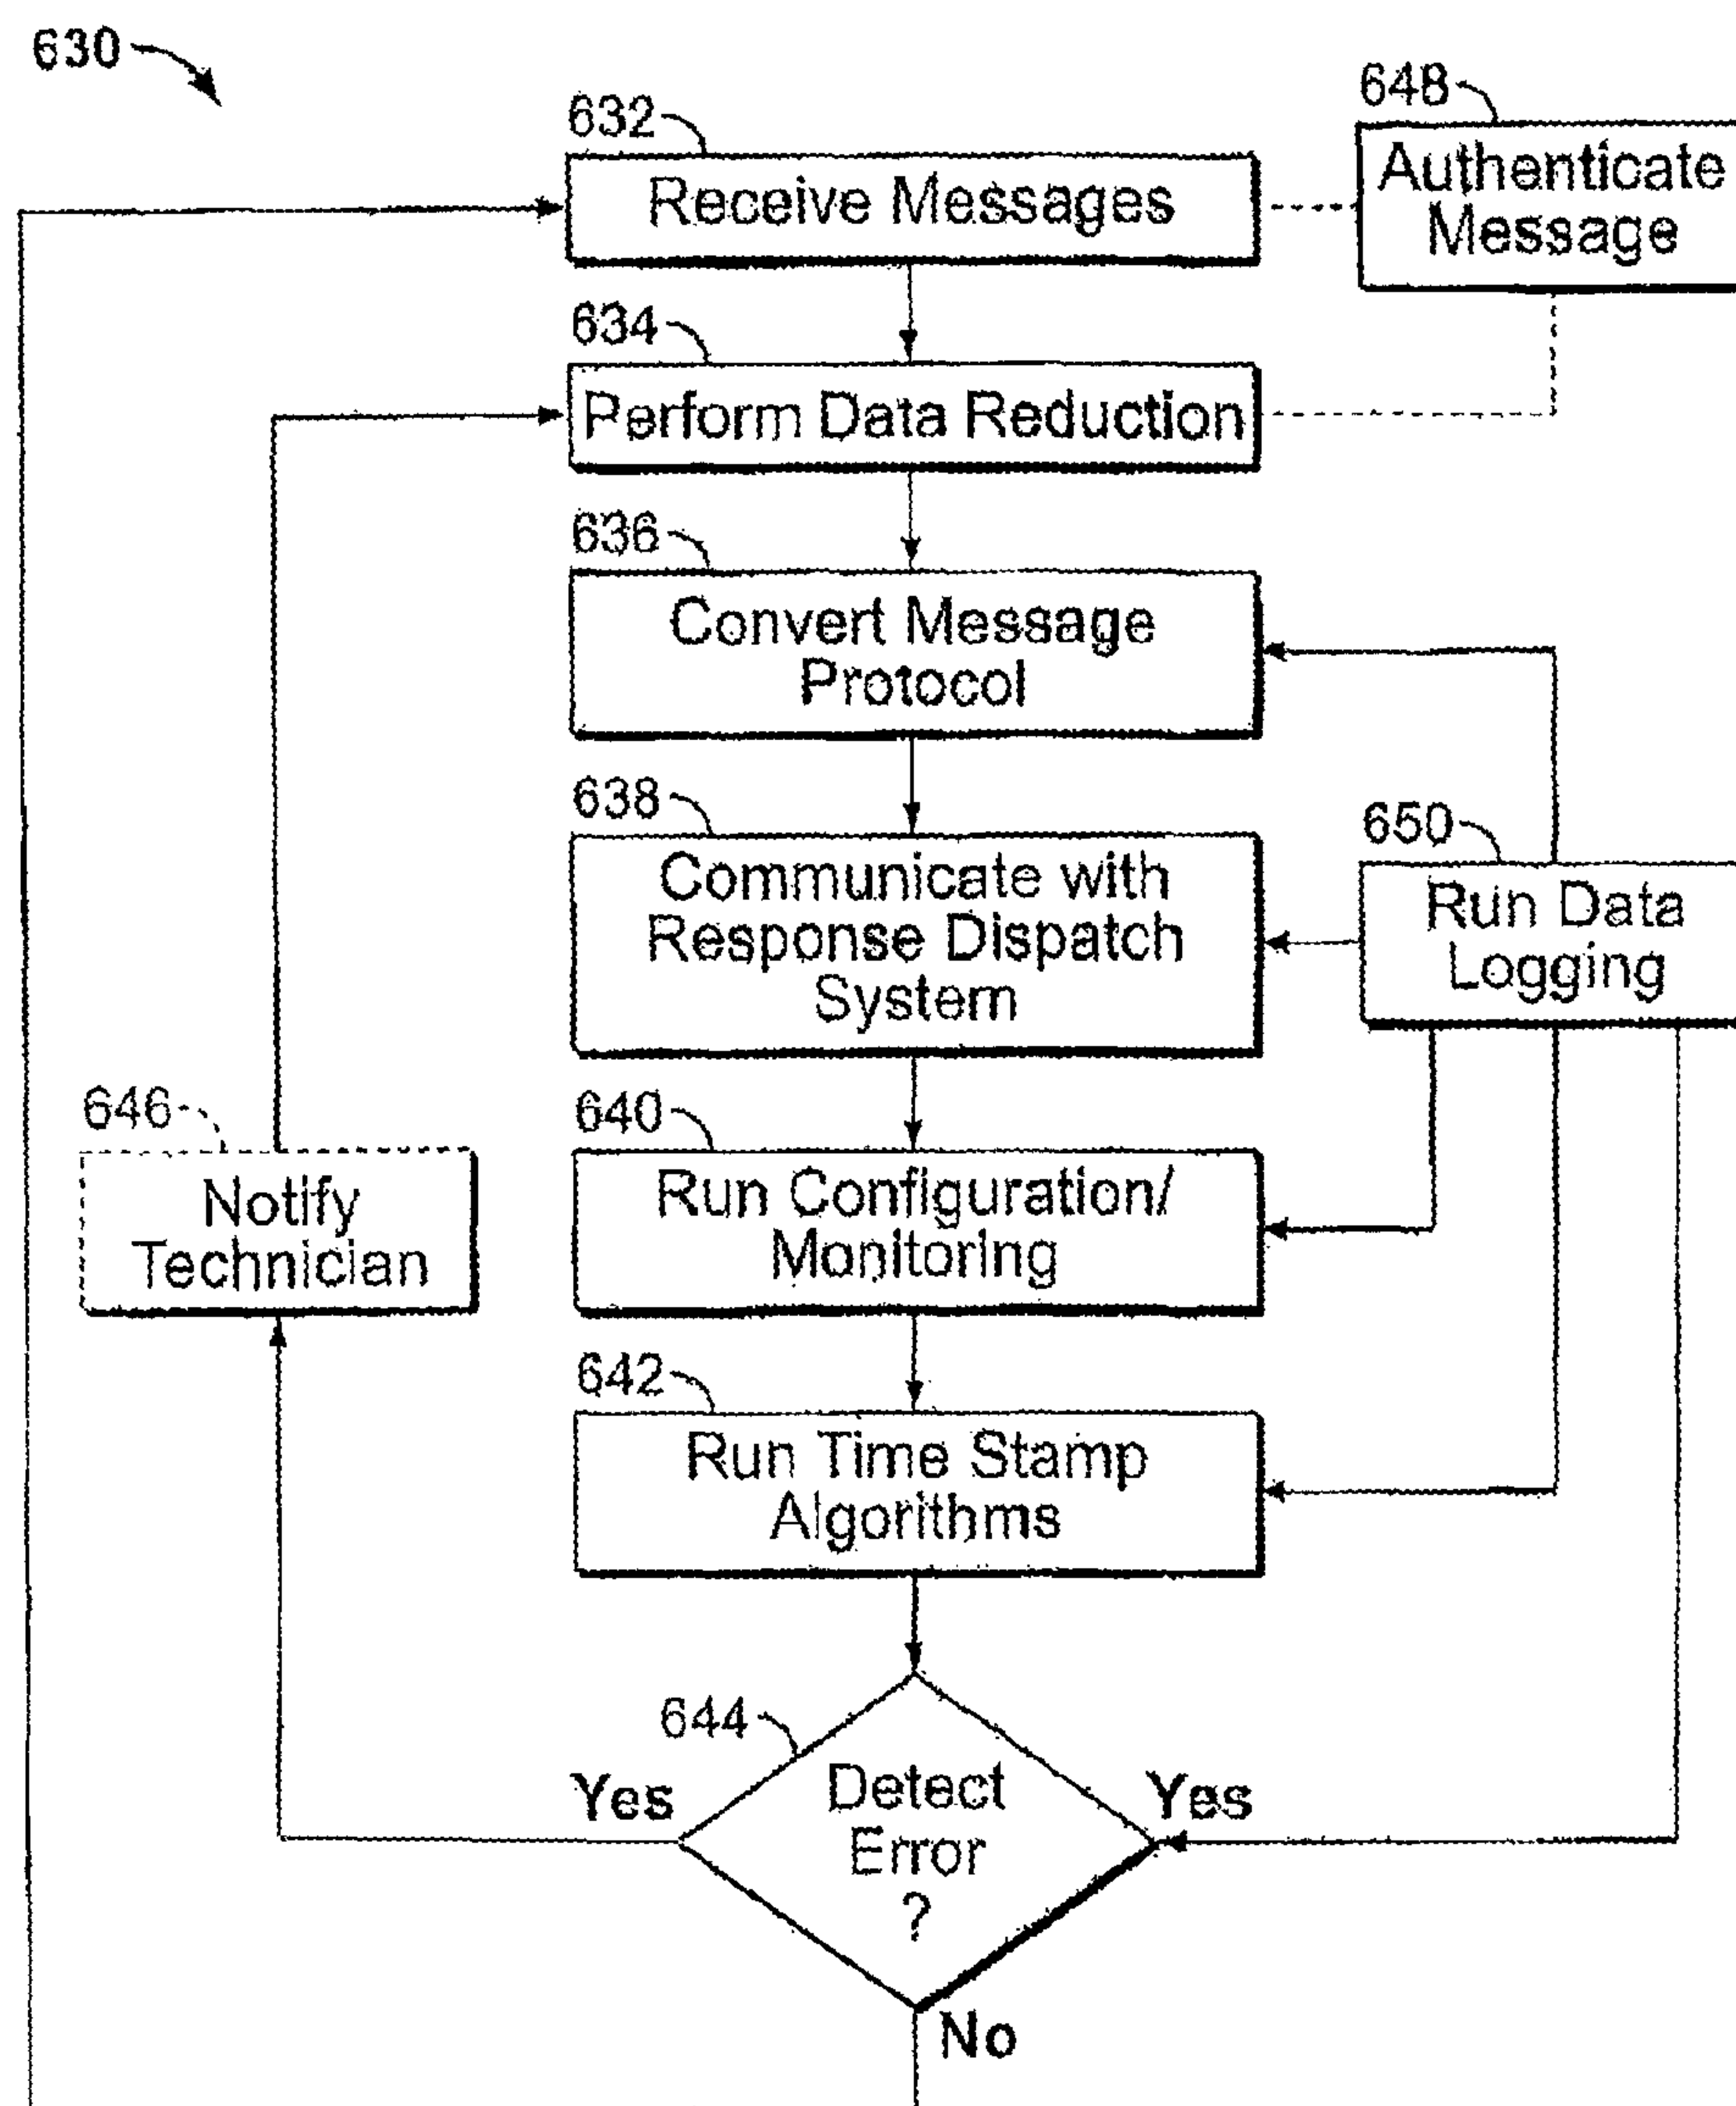 630
632
Receive Messages
648
Authenticate
Message
634
Perform Data Reduction
636
Convert Message
Protocol
638
Communicate with
Response Dispatch
System
650
Run Data
Logging
646
Notify
Technician
640
Run Configuration/
Monitoring
642
Run Time Stamp
Algorithms
644
Detect
Error
?
Yes
Yes
No